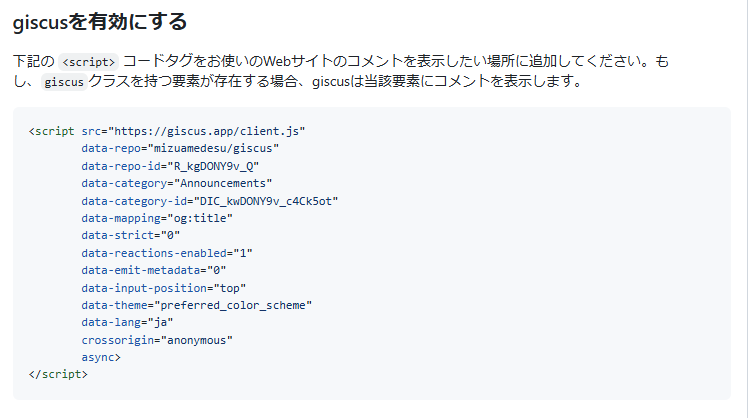 giscusを有効にする
下記の <script> コードタグをお使いのWebサイトのコメントを表示したい場所に追加してください。も
し、 giscus クラスを持つ要素が存在する場合、giscusは当該要素にコメントを表示します。
<script src="https://giscus.app/client.js"
        data-repo="mizuamedesu/giscus"
        data-repo-id="R_kgDONY9v_Q"
        data-category="Announcements"
        data-category-id="DIC_kwDONY9v_c4Ck5ot"
        data-mapping="og:title"
        data-strict="0"
        data-reactions-enabled="1"
        data-emit-metadata="0"
        data-input-position="top"
        data-theme="preferred_color_scheme"
        data-lang="ja"
        crossorigin="anonymous"
        async>
</script>